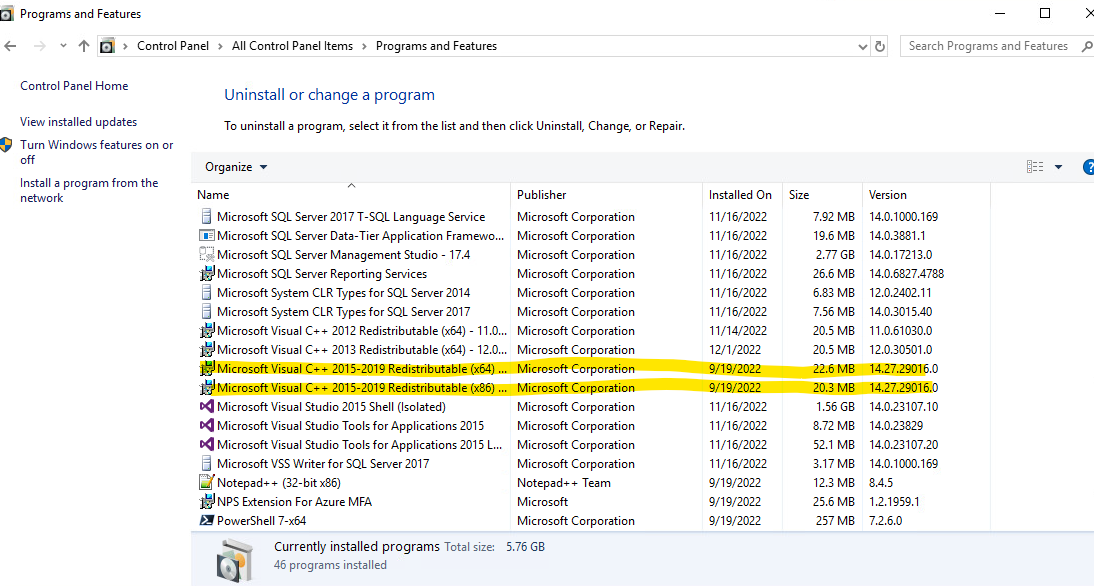 Programs and Features
Control Panel > All Control Panel Items > Programs and Features
Search Programs and Features
Control Panel Home
View installed updates
Turn Windows features on or
off
Install a program from the
network
Uninstall or change a program
To uninstall a program, select it from the list and then click Uninstall, Change, or Repair.
Organize
Name Publisher Installed On Size Version
Microsoft SQL Server 2017 T-SQL Language Service Microsoft Corporation 11/16/2022 7.92 MB 14.0.1000.169
Microsoft SQL Server Data-Tier Application Framewo... Microsoft Corporation 11/16/2022 19.6 MB 14.0.3881.1
Microsoft SQL Server Management Studio - 17.4 Microsoft Corporation 11/16/2022 2.77 GB 14.0.17213.0
Microsoft SQL Server Reporting Services Microsoft Corporation 11/16/2022 26.6 MB 14.0.6827.4788
Microsoft System CLR Types for SQL Server 2014 Microsoft Corporation 11/16/2022 6.83 MB 12.0.2402.11
Microsoft System CLR Types for SQL Server 2017 Microsoft Corporation 11/16/2022 7.56 MB 14.0.3015.40
Microsoft Visual C++ 2012 Redistributable (x64) - 11.0... Microsoft Corporation 11/14/2022 20.5 MB 11.0.61030.0
Microsoft Visual C++ 2013 Redistributable (x64) - 12.0... Microsoft Corporation 12/1/2022 20.5 MB 12.0.30501.0
Microsoft Visual C++ 2015-2019 Redistributable (x64) ... Microsoft Corporation 9/19/2022 22.6 MB 14.27.29016.0
Microsoft Visual C++ 2015-2019 Redistributable (x86) ... Microsoft Corporation 9/19/2022 20.3 MB 14.27.29016.0
Microsoft Visual Studio 2015 Shell (Isolated) Microsoft Corporation 11/16/2022 1.56 GB 14.0.23107.10
Microsoft Visual Studio Tools for Applications 2015 Microsoft Corporation 11/16/2022 8.72 MB 14.0.23829
Microsoft Visual Studio Tools for Applications 2015 L... Microsoft Corporation 11/16/2022 52.1 MB 14.0.23107.20
Microsoft VSS Writer for SQL Server 2017 Microsoft Corporation 11/16/2022 3.17 MB 14.0.1000.169
Notepad++ (32-bit x86) Notepad++ Team 9/19/2022 12.3 MB 8.4.5
NPS Extension For Azure MFA Microsoft 9/19/2022 25.6 MB 1.2.1959.1
PowerShell 7-x64 Microsoft Corporation 9/19/2022 257 MB 7.2.6.0
Currently installed programs Total size: 5.76 GB
46 programs installed